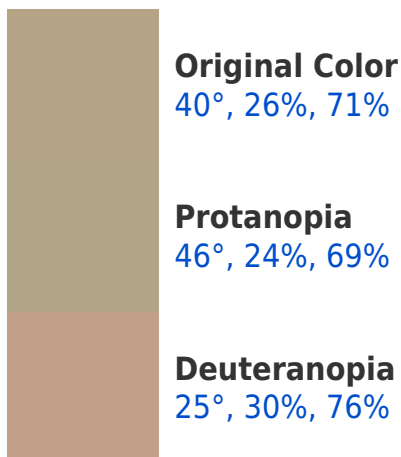 Original Color
40°, 26%, 71%
Protanopia
46°, 24%, 69%
Deuteranopia
25°, 30%, 76%